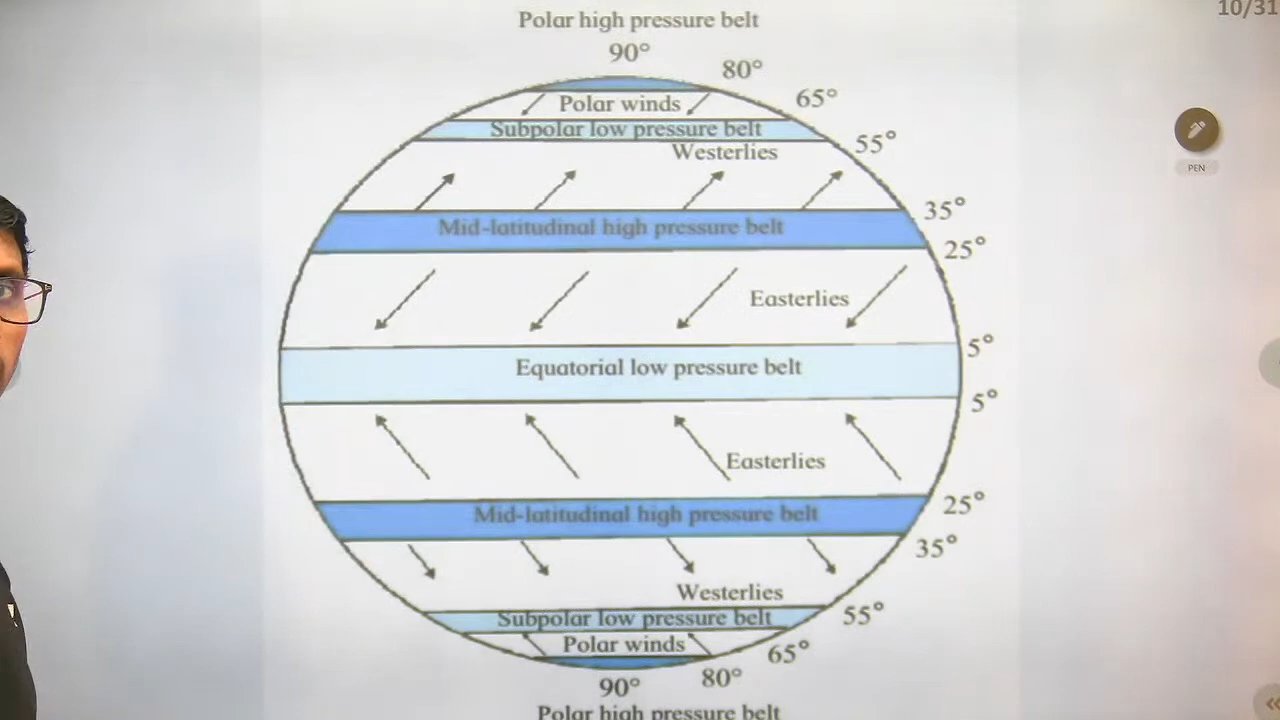 10/31
Polar high pressure belt
90°
80°
Polar winds
65°
Subpolar low pressure belt
55°
Westerlies
PEN
35°
Mid-latitudinal high pressure belt
25°
Easterlies
5°
Equatorial low pressure belt
5°
Easterlies
25°
Mid-latitudinal high pressure belt
35°
Westerlies
55°
Subpolar low pressure belt
Polar winds
65°
80°
90°
Polar high pressure belt